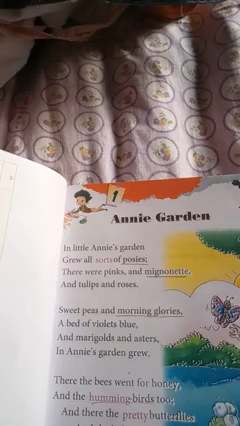 1
Annie Garden
In little Annie's garden
Grew all sorts of posies;
There were pinks, and mignonette,
And tulips and roses.
Sweet peas and morning glories,
A bed of violets blue,
And marigolds and asters,
In Annie's garden grew.
There the bees went for honey,
And the humming-birds too;
And there the pretty butterflies